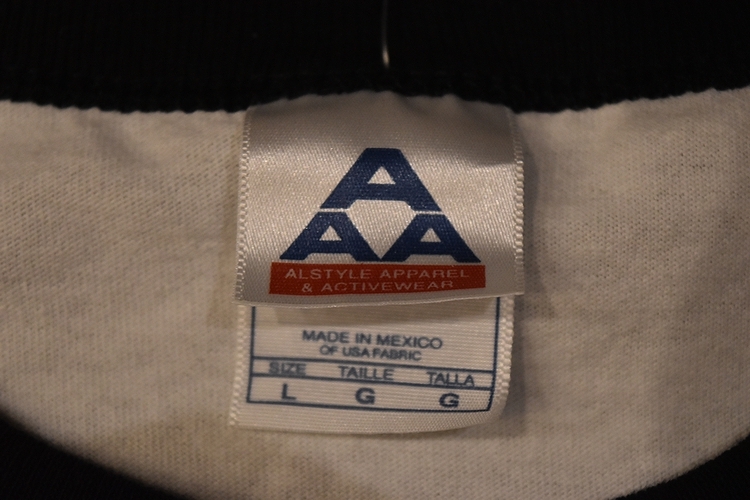 A
AA
ALSTYLE APPAREL
& ACTIVEWEAR
MADE IN MEXICO
OF USA FABRIC
SIZE TAILLE TALLA
L G G